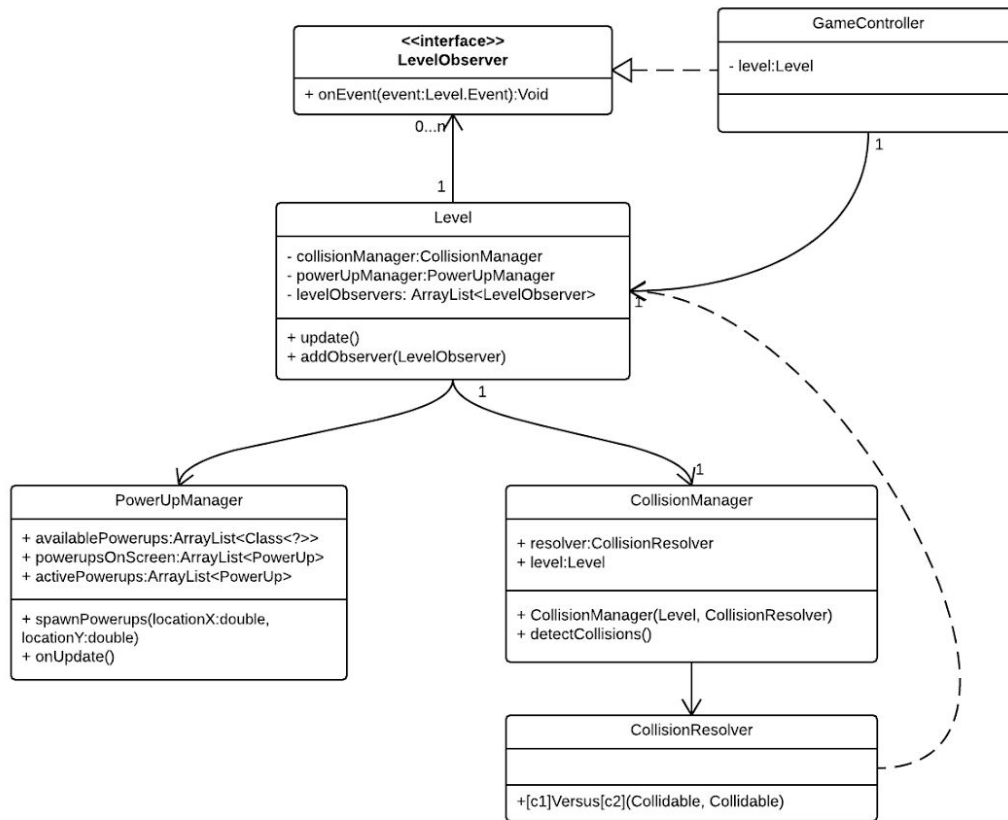 <<interface>>
LevelObserver
+ onEvent(event:Level.Event):Void
GameController
- level:Level
0...n
1
1
Level
- collisionManager:CollisionManager
- powerUpManager:PowerUpManager
- levelObservers: ArrayList<LevelObserver>
+ update()
+ addObserver(LevelObserver)
1
1
1
PowerUpManager
+ availablePowerups:ArrayList<Class<?>>
+ powerupsOnScreen:ArrayList<PowerUp>
+ activePowerups:ArrayList<PowerUp>
+ spawnPowerups(locationX:double,
locationY:double)
+ onUpdate()
CollisionManager
+ resolver:CollisionResolver
+ level:Level
+ CollisionManager(Level, CollisionResolver)
+ detectCollisions()
CollisionResolver
+[c1]Versus[c2](Collidable, Collidable)